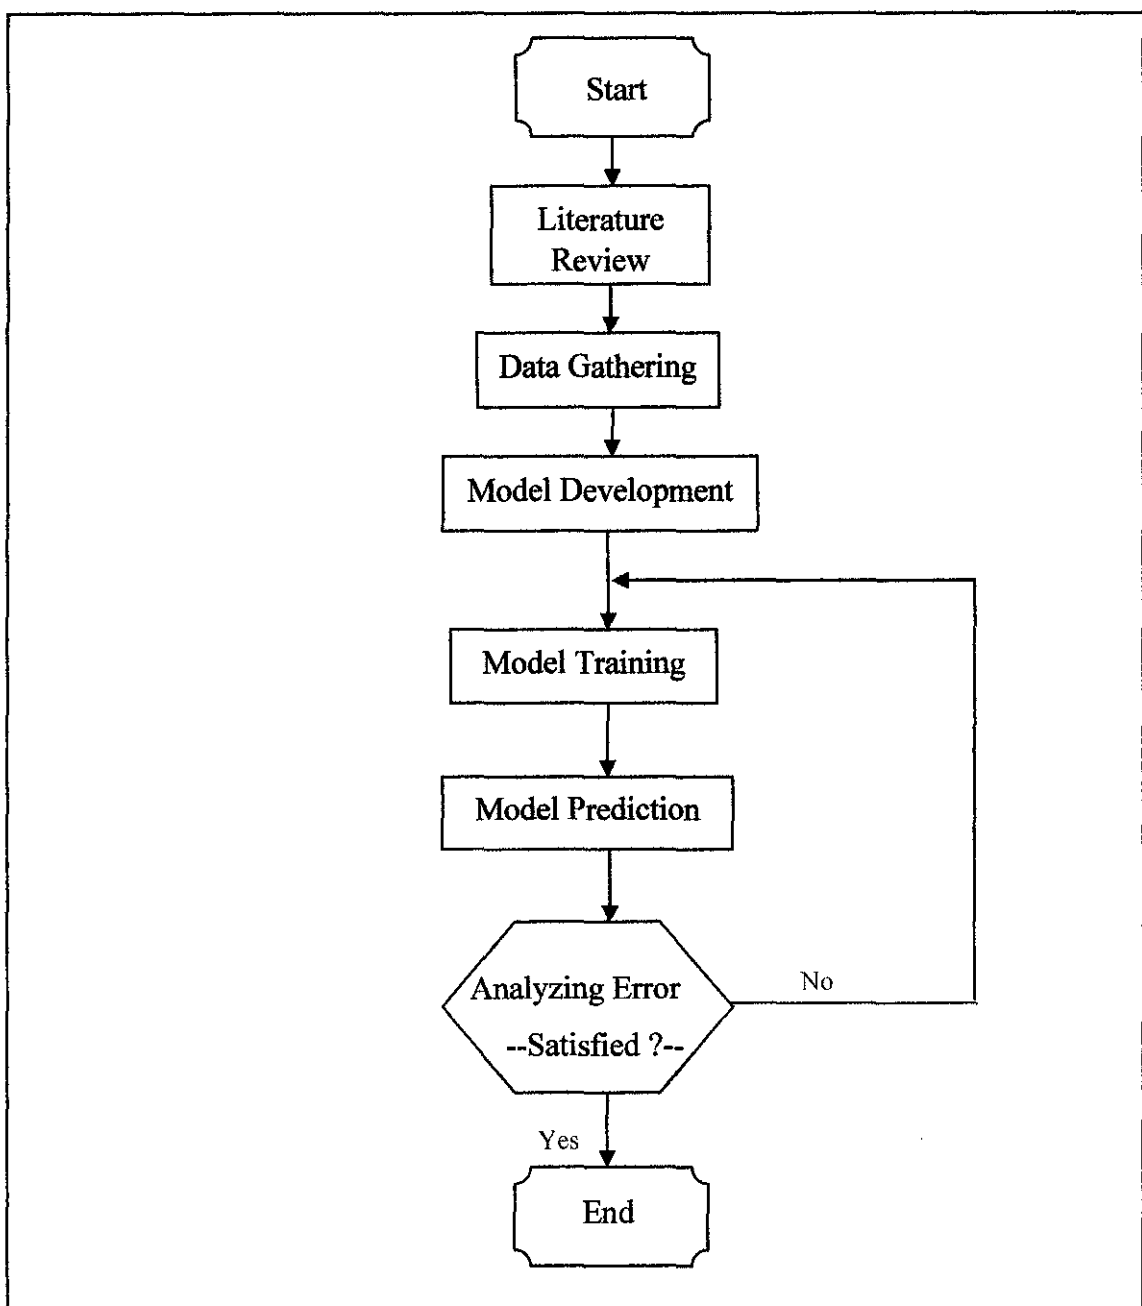 Start
Literature
Review
Data Gathering
Model Development
Model Training
Model Prediction
Analyzing Error
No
--Satisfied ?--
Yes
End